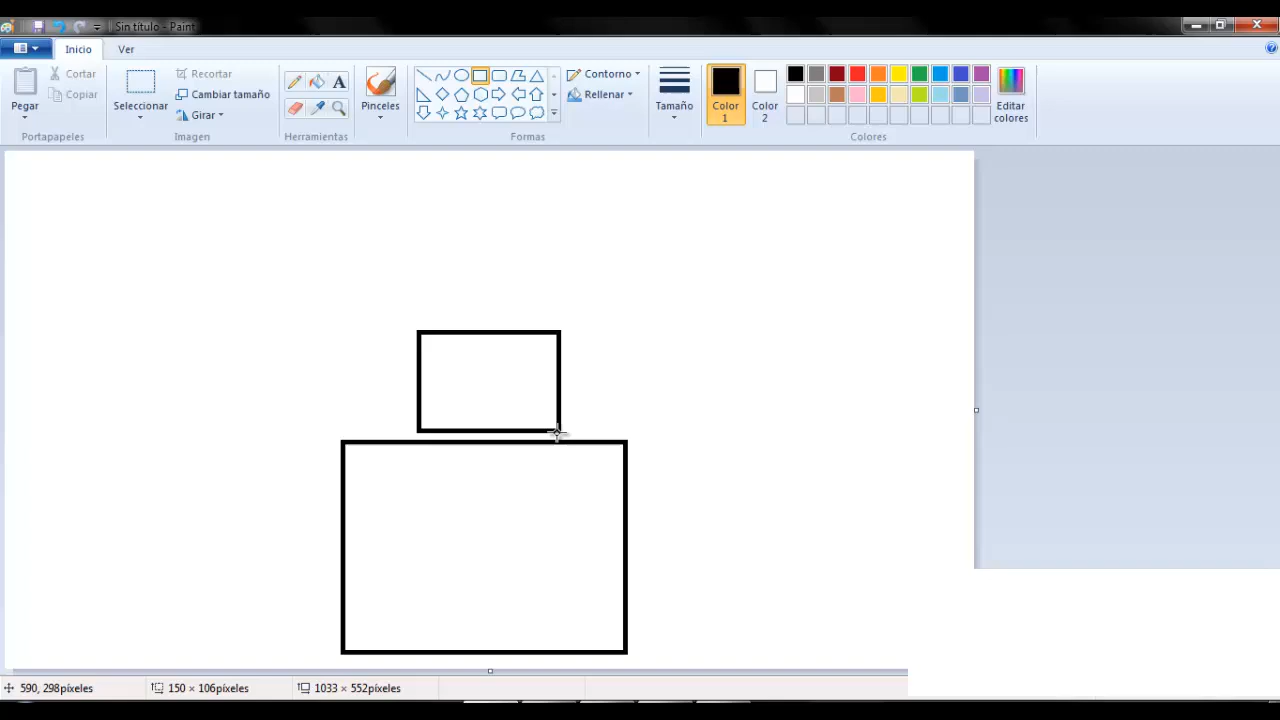 Sin título - Paint
Inicio Ver
Pegar
Cortar
Copiar
Portapapeles
Seleccionar
Recortar
Cambiar tamaño
Girar
Imagen
A
Herramientas
Pinceles
Contorno
Rellenar
Formas
Tamaño
Color
1
Color
2
Editar
colores
Colores
590, 298píxeles 150 × 106píxeles 1033 × 552píxeles